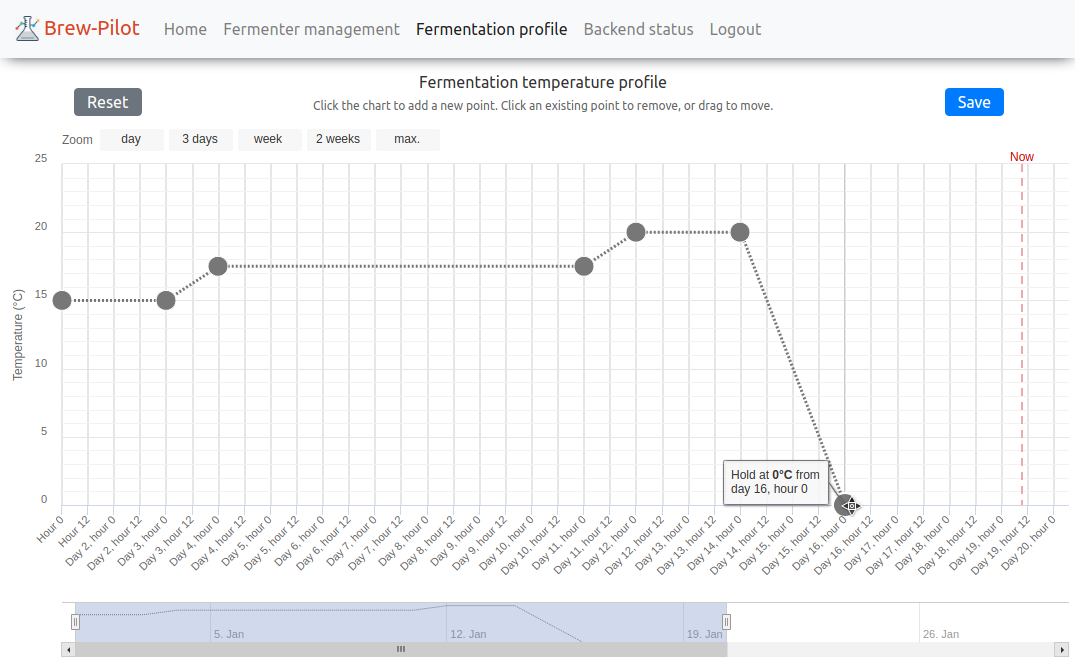 Brew-Pilot Home Fermenter management Fermentation profile Backend status Logout
Fermentation temperature profile
Reset
Click the chart to add a new point. Click an existing point to remove, or drag to move.
Save
Zoom day 3 days week 2 weeks max.
Now
25
20
15
10
5
0
Temperature (°C)
Hold at 0°C from
day 16, hour 0
Hour 0
Hour 12
Day 2, hour 0
Day 2, hour 12
Day 3, hour 0
Day 3, hour 12
Day 4, hour 0
Day 4, hour 12
Day 5, hour 0
Day 5, hour 12
Day 6, hour 0
Day 6, hour 12
Day 7, hour 0
Day 7, hour 12
Day 8, hour 0
Day 8, hour 12
Day 9, hour 0
Day 9, hour 12
Day 10, hour 0
Day 10, hour 12
Day 11, hour 0
Day 11, hour 12
Day 12, hour 0
Day 12, hour 12
Day 13, hour 0
Day 13, hour 12
Day 14, hour 0
Day 14, hour 12
Day 15, hour 0
Day 15, hour 12
Day 16, hour 0
Day 16, hour 12
Day 17, hour 0
Day 17, hour 12
Day 18, hour 0
Day 18, hour 12
Day 19, hour 0
Day 19, hour 12
Day 20, hour 0
5. Jan
12. Jan
19. Jan
26. Jan